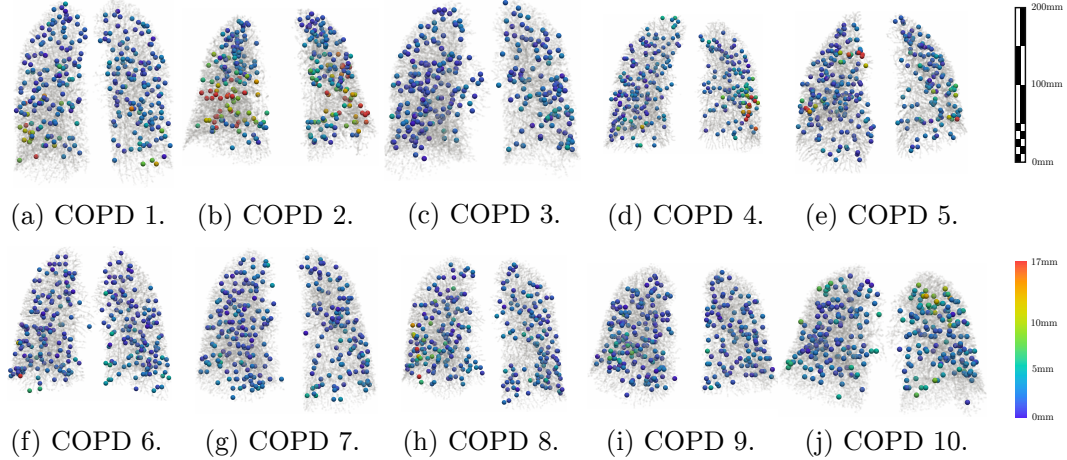 200mm
100mm
0mm
(a) COPD 1.
(b) COPD 2.
(c) COPD 3.
(d) COPD 4.
(e) COPD 5.
17mm
10mm
5mm
0mm
(f) COPD 6.
(g) COPD 7.
(h) COPD 8.
(i) COPD 9.
(j) COPD 10.